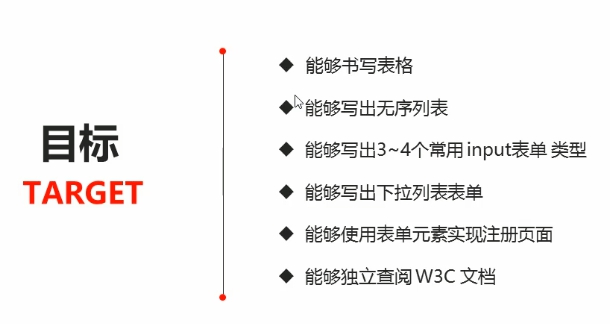 目标
TARGET
◆ 能够书写表格
◆ 能够写出无序列表
◆ 能够写出3~4个常用 input表单 类型
◆ 能够写出下拉列表表单
◆ 能够使用表单元素实现注册页面
◆ 能够独立查阅 W3C 文档